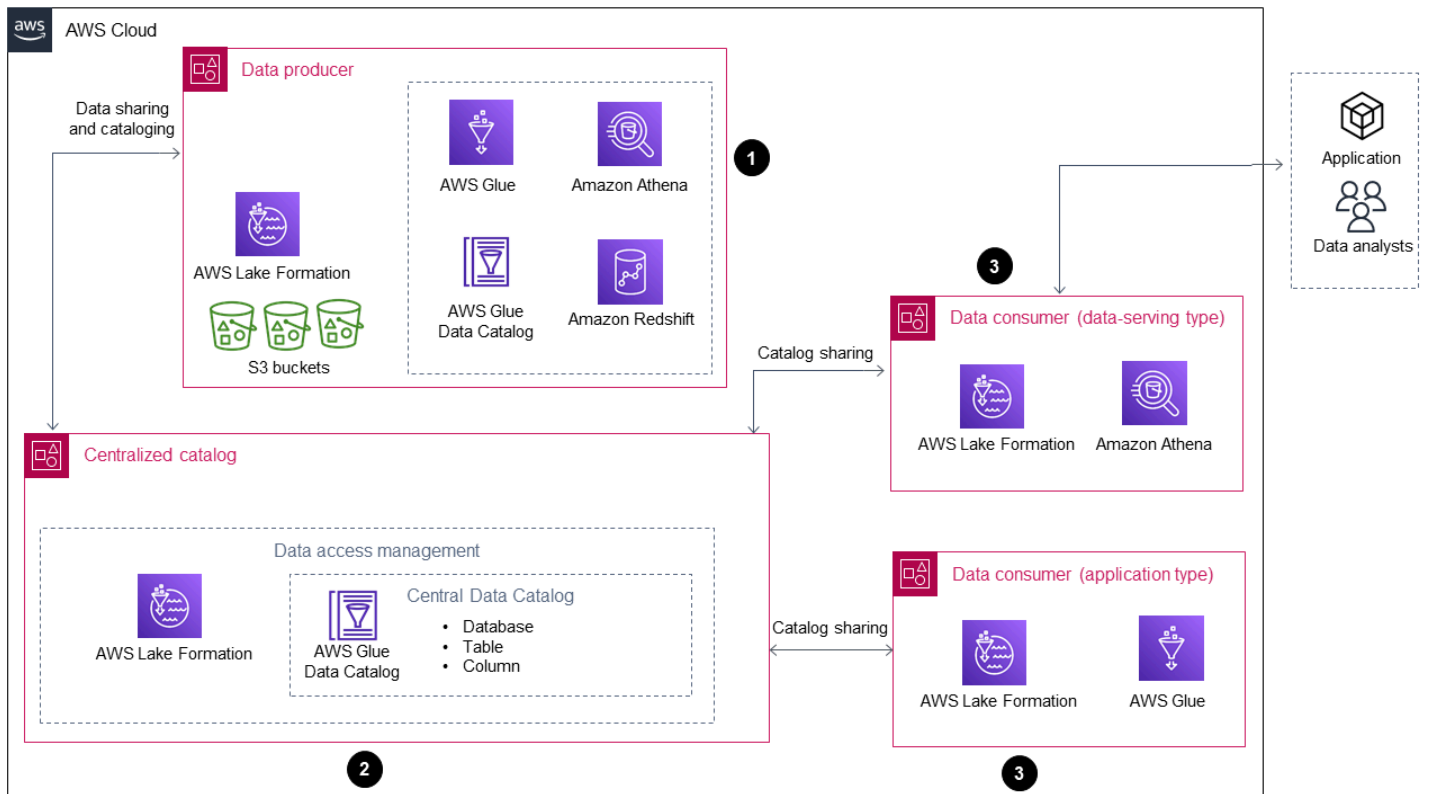 aws
AWS Cloud
Data producer
Data sharing
and cataloging
AWS Glue
Amazon Athena
1
AWS Lake Formation
AWS Glue
Data Catalog
Amazon Redshift
S3 buckets
Application
Data analysts
3
Data consumer (data-serving type)
Catalog sharing
AWS Lake Formation
Amazon Athena
Centralized catalog
Data access management
AWS Lake Formation
Central Data Catalog
AWS Glue
Data Catalog
• Database
• Table
• Column
2
Catalog sharing
Data consumer (application type)
AWS Lake Formation
AWS Glue
3